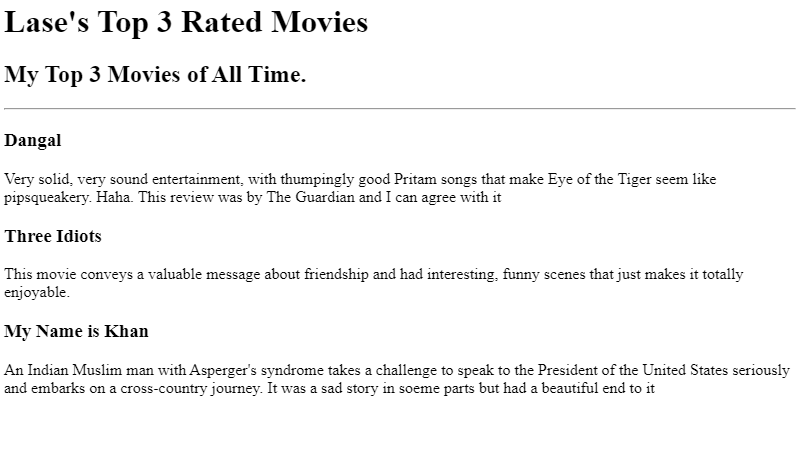 Lase's Top 3 Rated Movies
My Top 3 Movies of All Time.
Dangal
Very solid, very sound entertainment, with thumpingly good Pritam songs that make Eye of the Tiger seem like
pipsqueakery. Haha. This review was by The Guardian and I can agree with it
Three Idiots
This movie conveys a valuable message about friendship and had interesting, funny scenes that just makes it totally
enjoyable.
My Name is Khan
An Indian Muslim man with Asperger's syndrome takes a challenge to speak to the President of the United States seriously
and embarks on a cross-country journey. It was a sad story in soeme parts but had a beautiful end to it